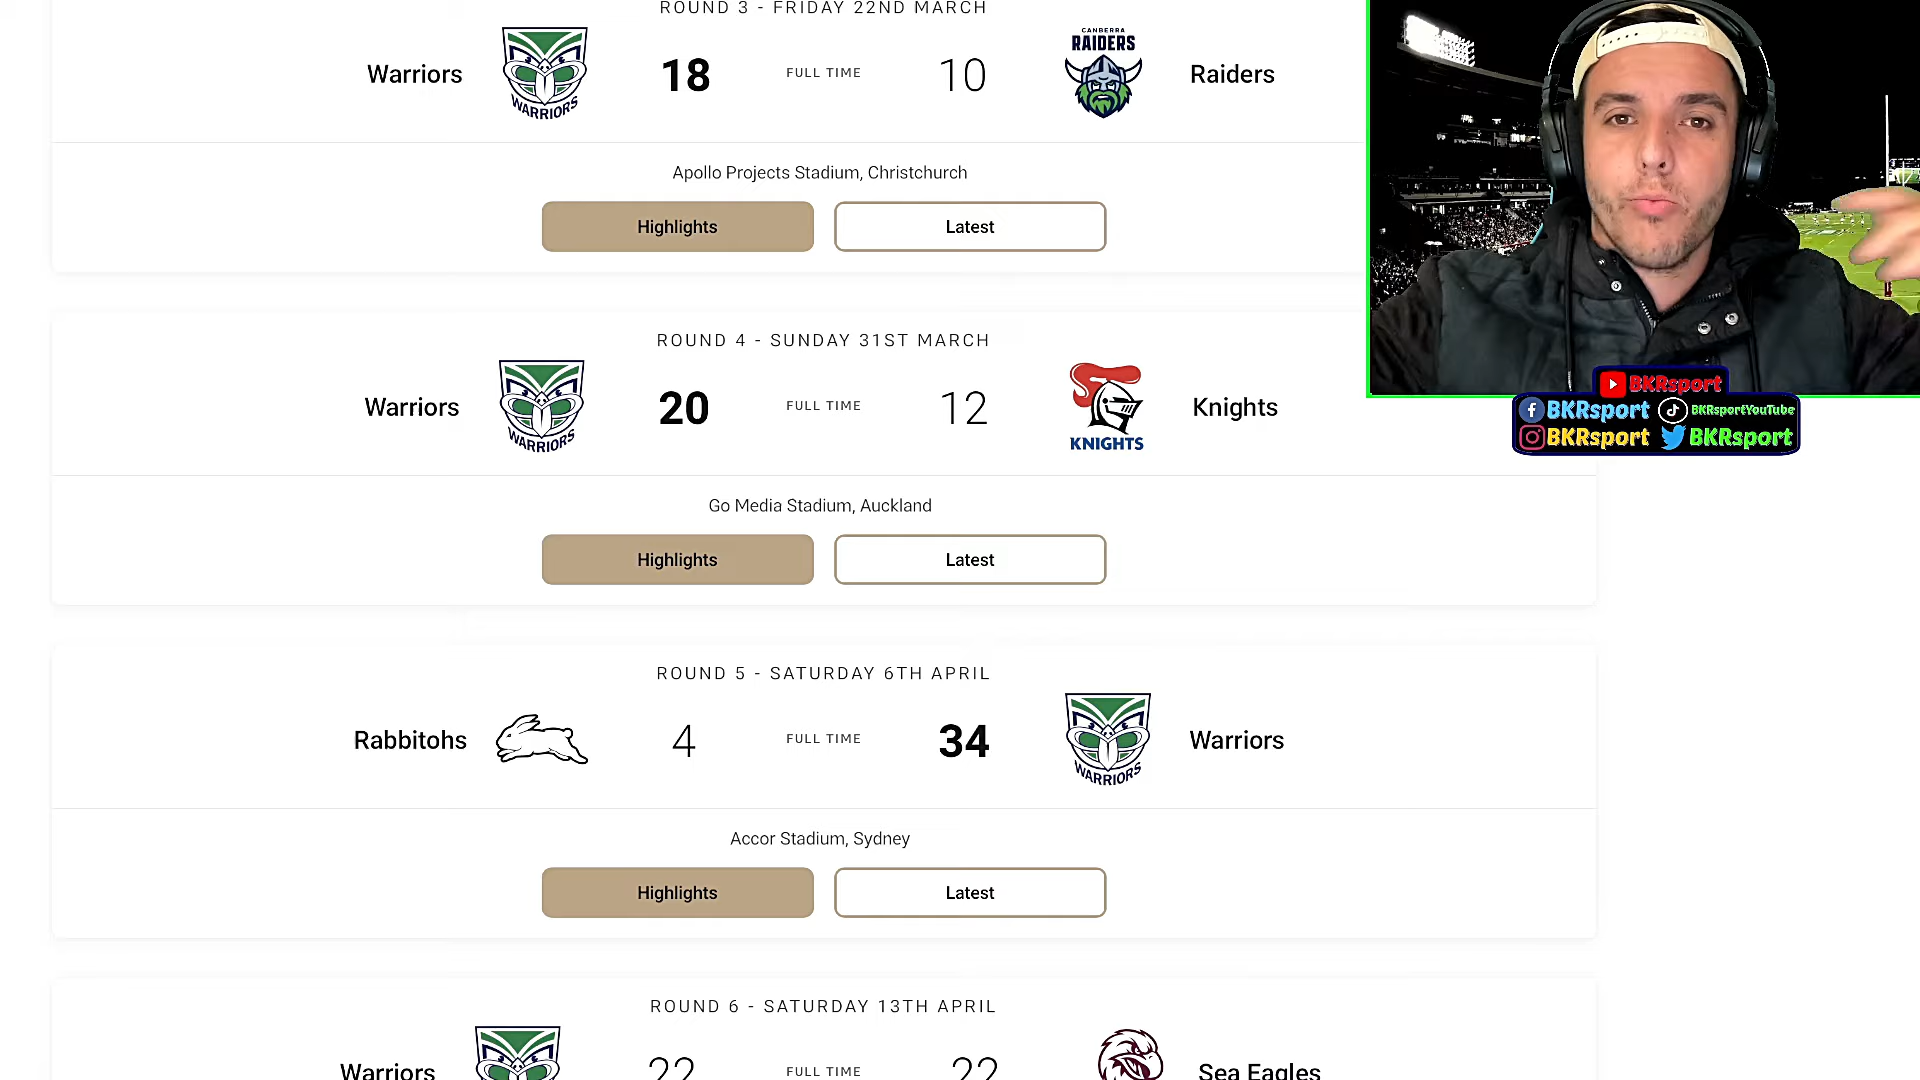 ROUND 3 - FRIDAY 22ND MARCH
Warriors WARRIORS 18 FULL TIME 10 CANBERRA RAIDERS Raiders
Apollo Projects Stadium, Christchurch
Highlights Latest
ROUND 4 - SUNDAY 31ST MARCH
Warriors WARRIORS 20 FULL TIME 12 KNIGHTS Knights
Go Media Stadium, Auckland
Highlights Latest
ROUND 5 - SATURDAY 6TH APRIL
Rabbitohs 4 FULL TIME 34 WARRIORS Warriors
Accor Stadium, Sydney
Highlights Latest
ROUND 6 - SATURDAY 13TH APRIL
Warriors 22 FULL TIME 22 Sea Eagles
BKRsport
BKRsport BKRsportYouTube
BKRsport BKRsport